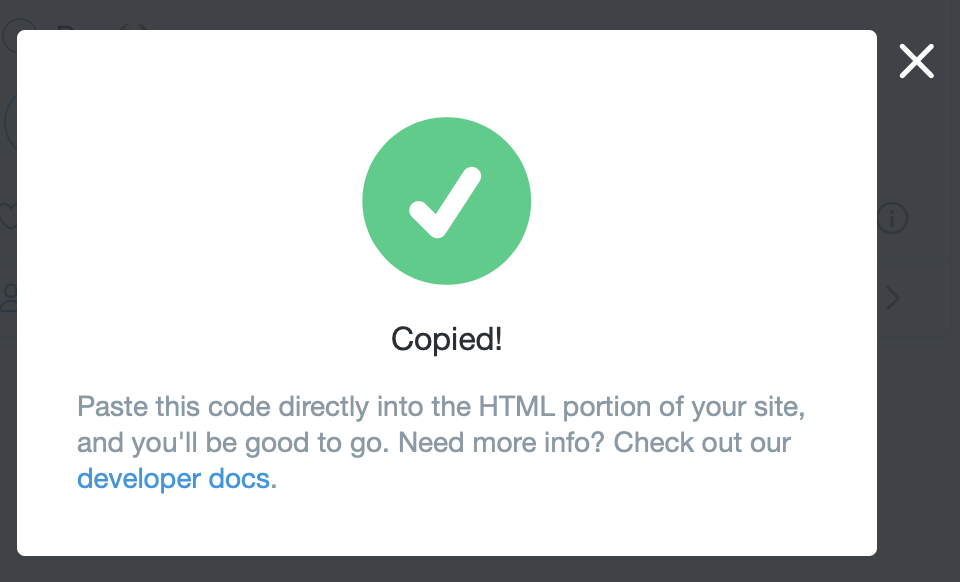 Copied!
Paste this code directly into the HTML portion of your site,
and you'll be good to go. Need more info? Check out our
developer docs.